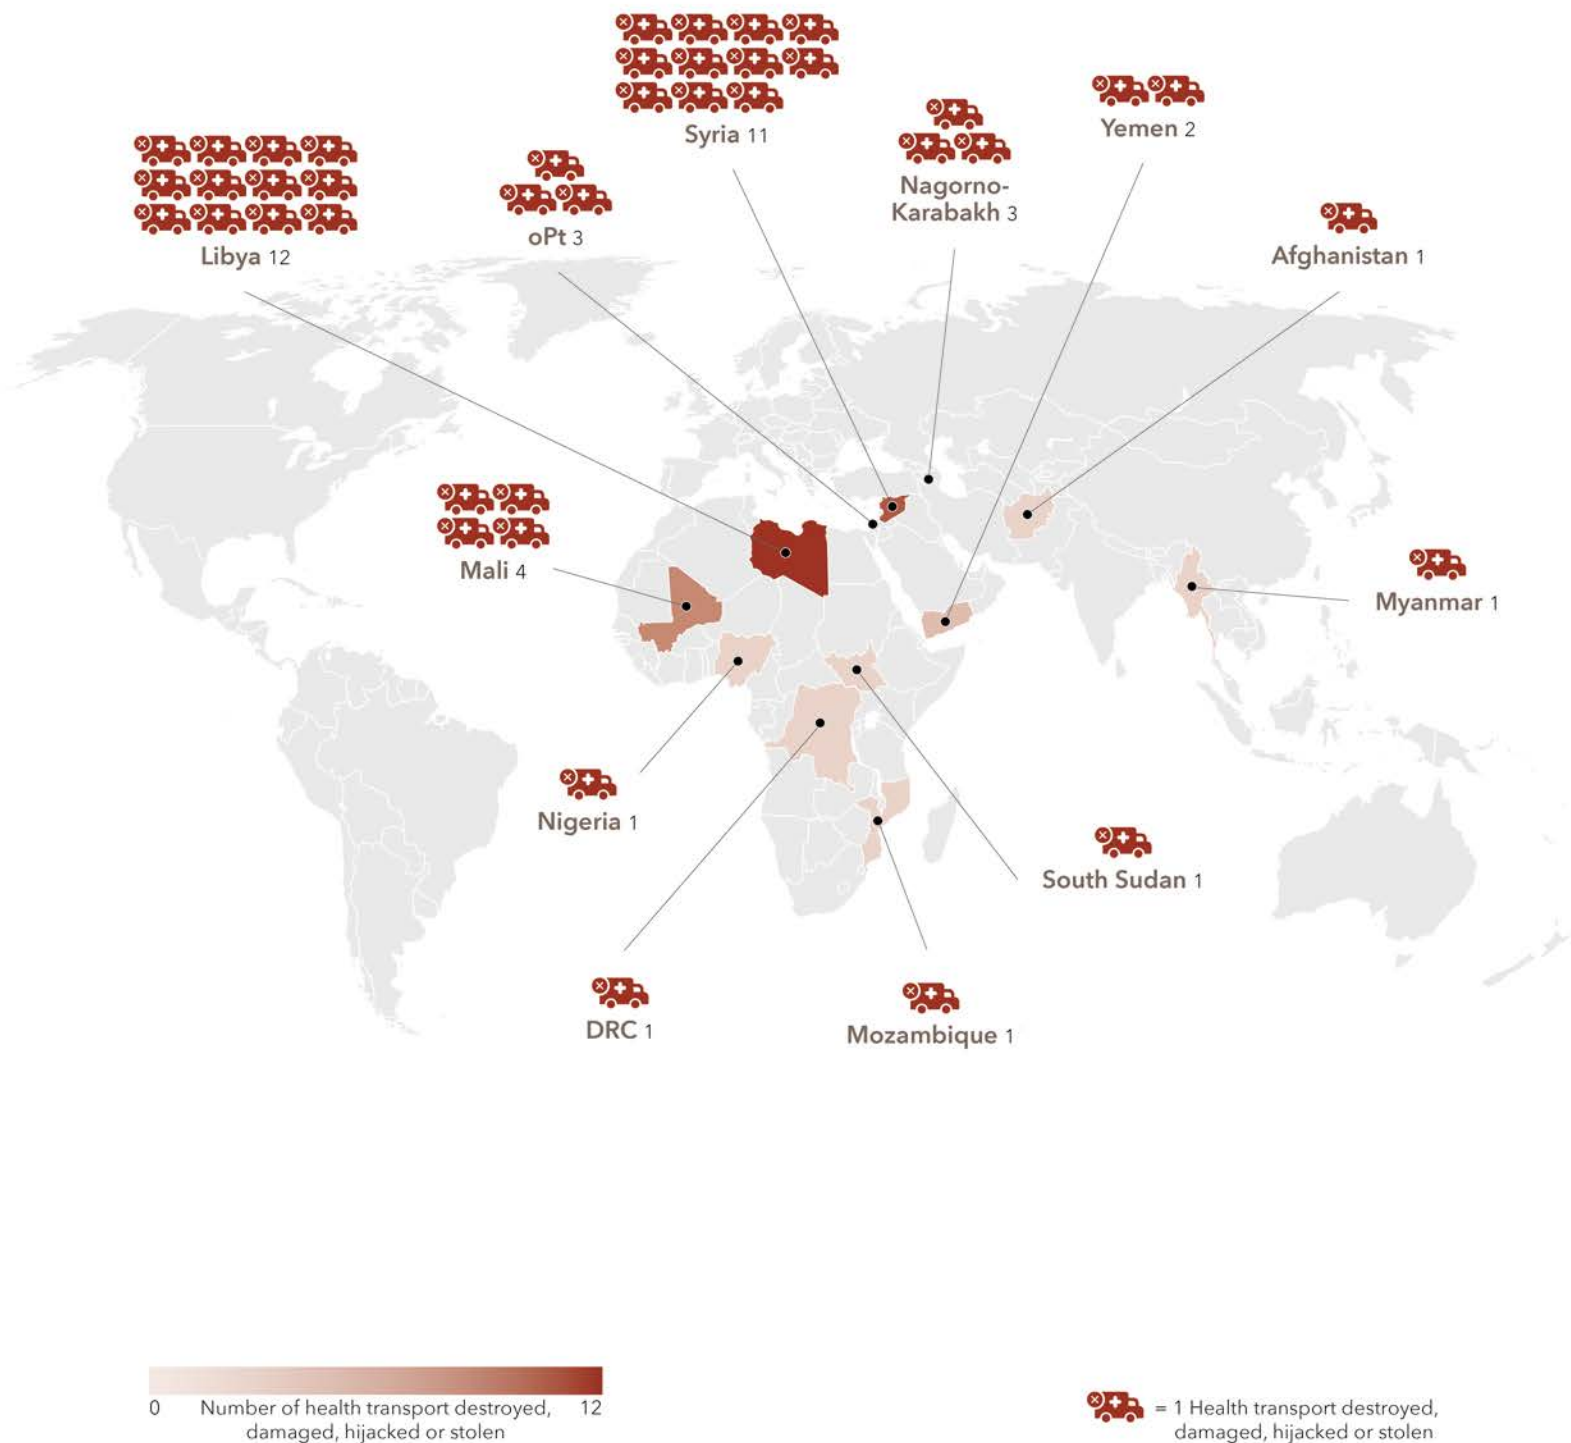 Syria 11
Yemen 2
Nagorno-
Karabakh 3
oPt 3
Libya 12
Afghanistan 1
Mali 4
Myanmar 1
Nigeria 1
South Sudan 1
DRC 1
Mozambique 1
0 Number of health transport destroyed, 12
damaged, hijacked or stolen
= 1 Health transport destroyed,
damaged, hijacked or stolen